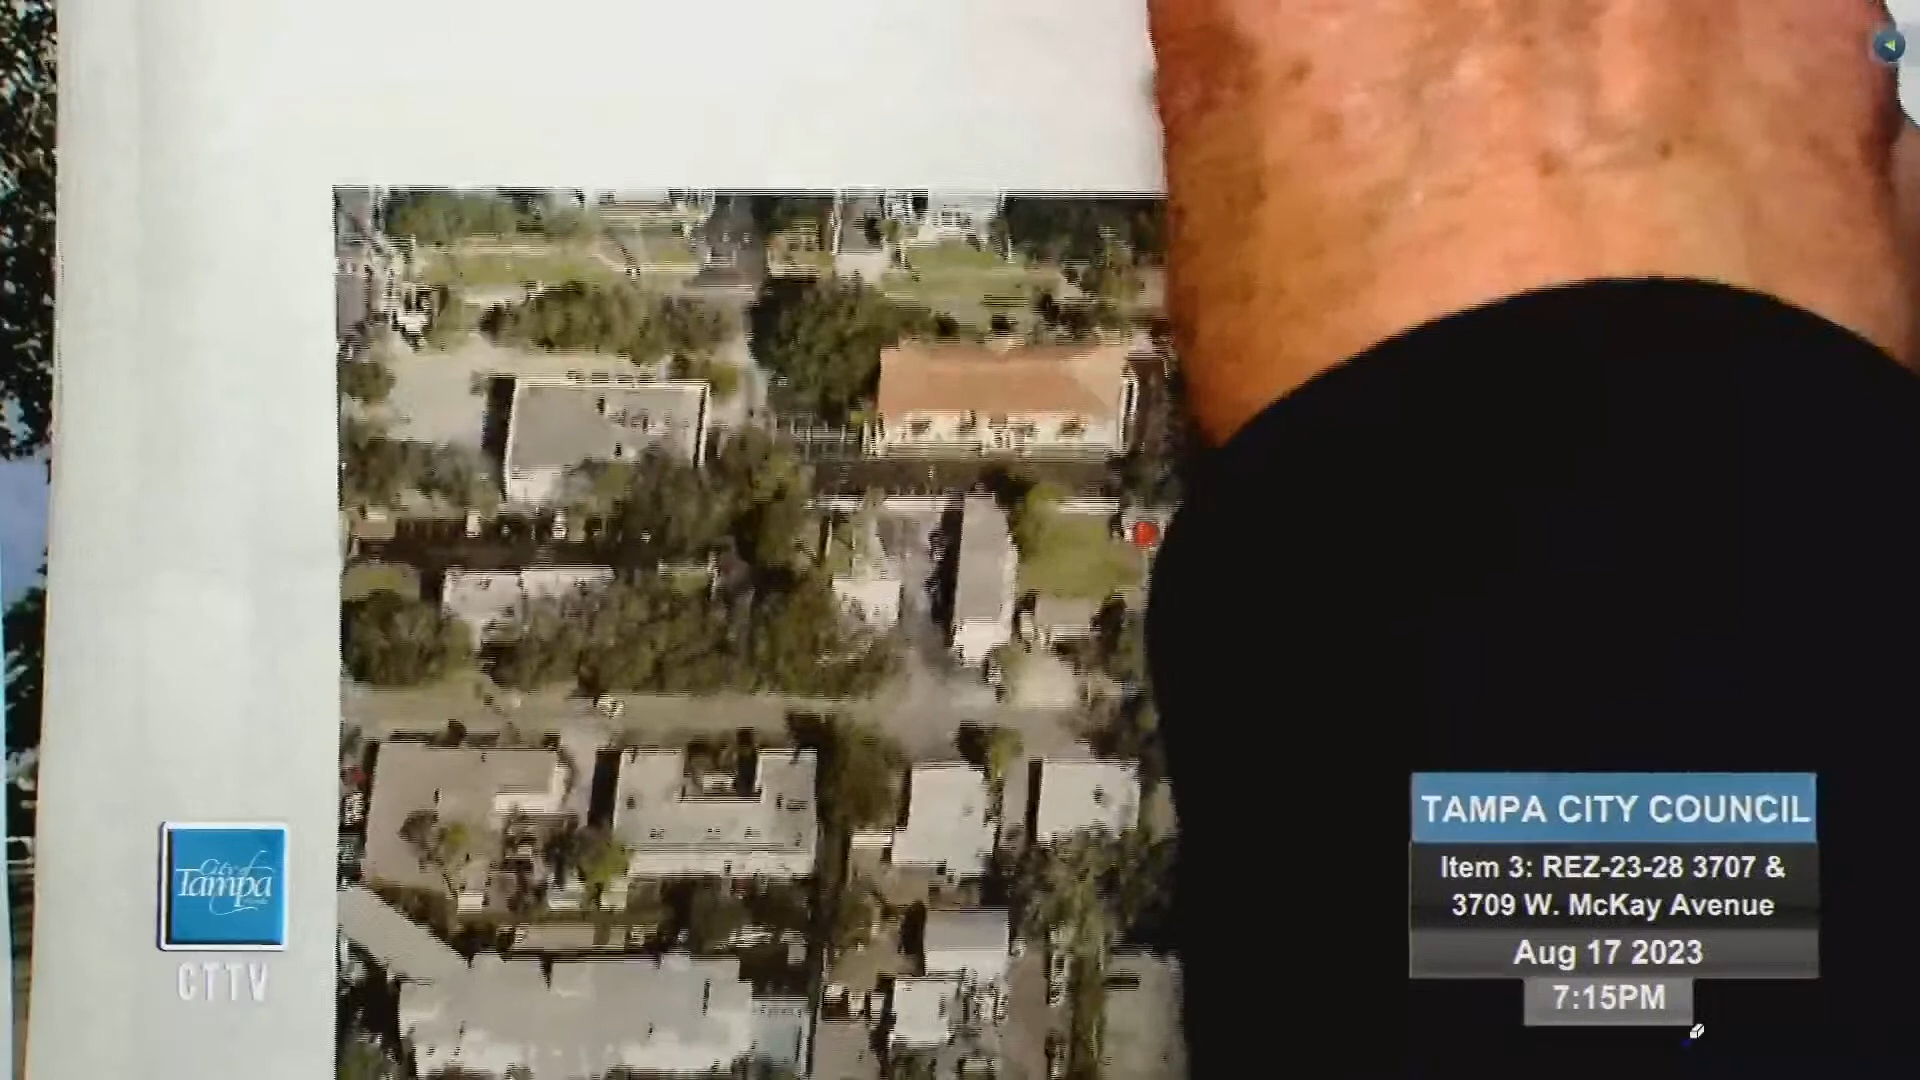 City of
Tampa
CTTV
TAMPA CITY COUNCIL
Item 3: REZ-23-28 3707 &
3709 W. McKay Avenue
Aug 17 2023
7:15PM